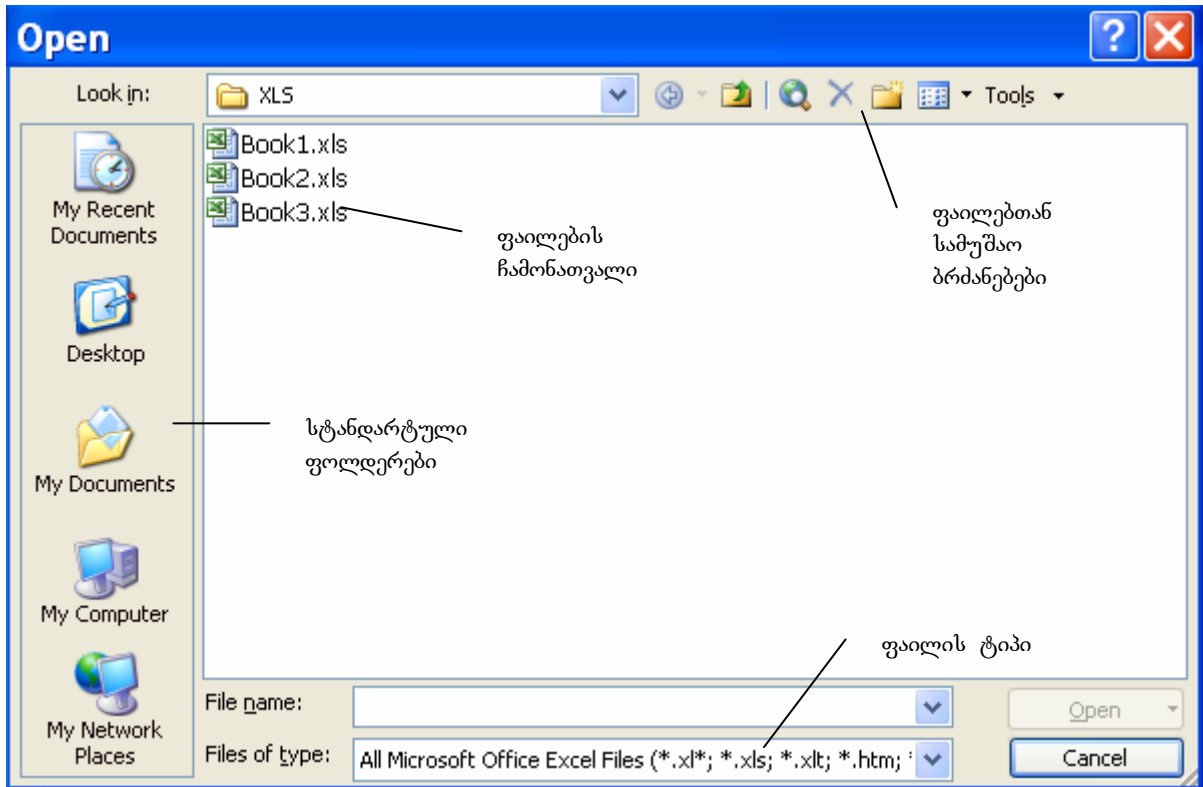 Open
Look in:
XLS
Tools
Book1.xls
Book2.xls
Book3.xls
My Recent
Documents
Desktop
My Documents
My Computer
My Network
Places
ფაილების
ჩამონათვალი
ფაილებთან
სამუშაო
ბრძანებები
სტანდარტული
ფოლდერები
ფაილის ტიპი
File name:
Open
Files of type:
All Microsoft Office Excel Files (*.xl*; *.xls; *.xlt; *.htm;
Cancel